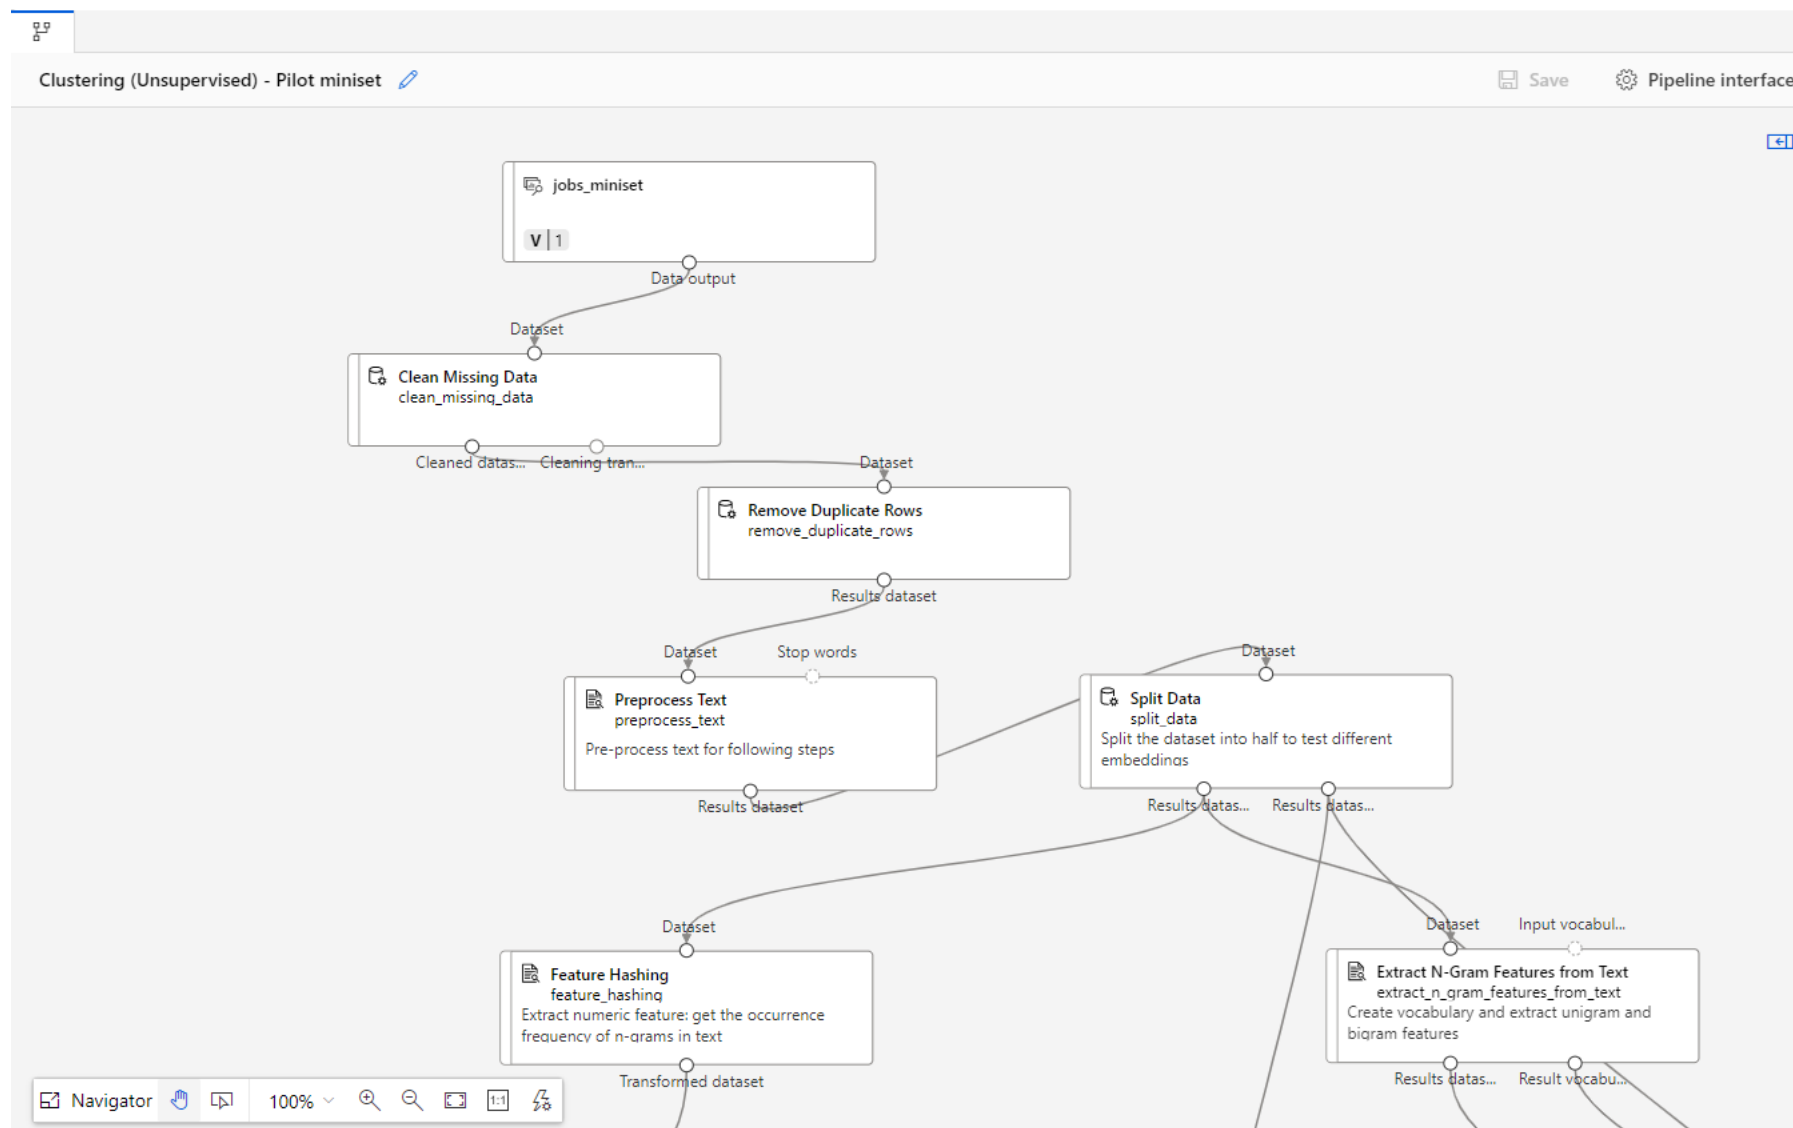 Clustering (Unsupervised) - Pilot miniset
Save
Pipeline interface
jobs_miniset
V 1
Data output
Dataset
Clean Missing Data
clean_missing_data
Cleaned datas...
Cleaning tran...
Dataset
Remove Duplicate Rows
remove_duplicate_rows
Results dataset
Dataset
Stop words
Preprocess Text
preprocess_text
Pre-process text for following steps
Results dataset
Dataset
Split Data
split_data
Split the dataset into half to test different
embeddings
Results datas...
Results datas...
Dataset
Feature Hashing
feature_hashing
Extract numeric feature: get the occurrence
frequency of n-grams in text
Transformed dataset
Dataset
Input vocabul...
Extract N-Gram Features from Text
extract_n_gram_features_from_text
Create vocabulary and extract unigram and
bigram features
Results datas...
Result vocabu...
Navigator
100%
1:1